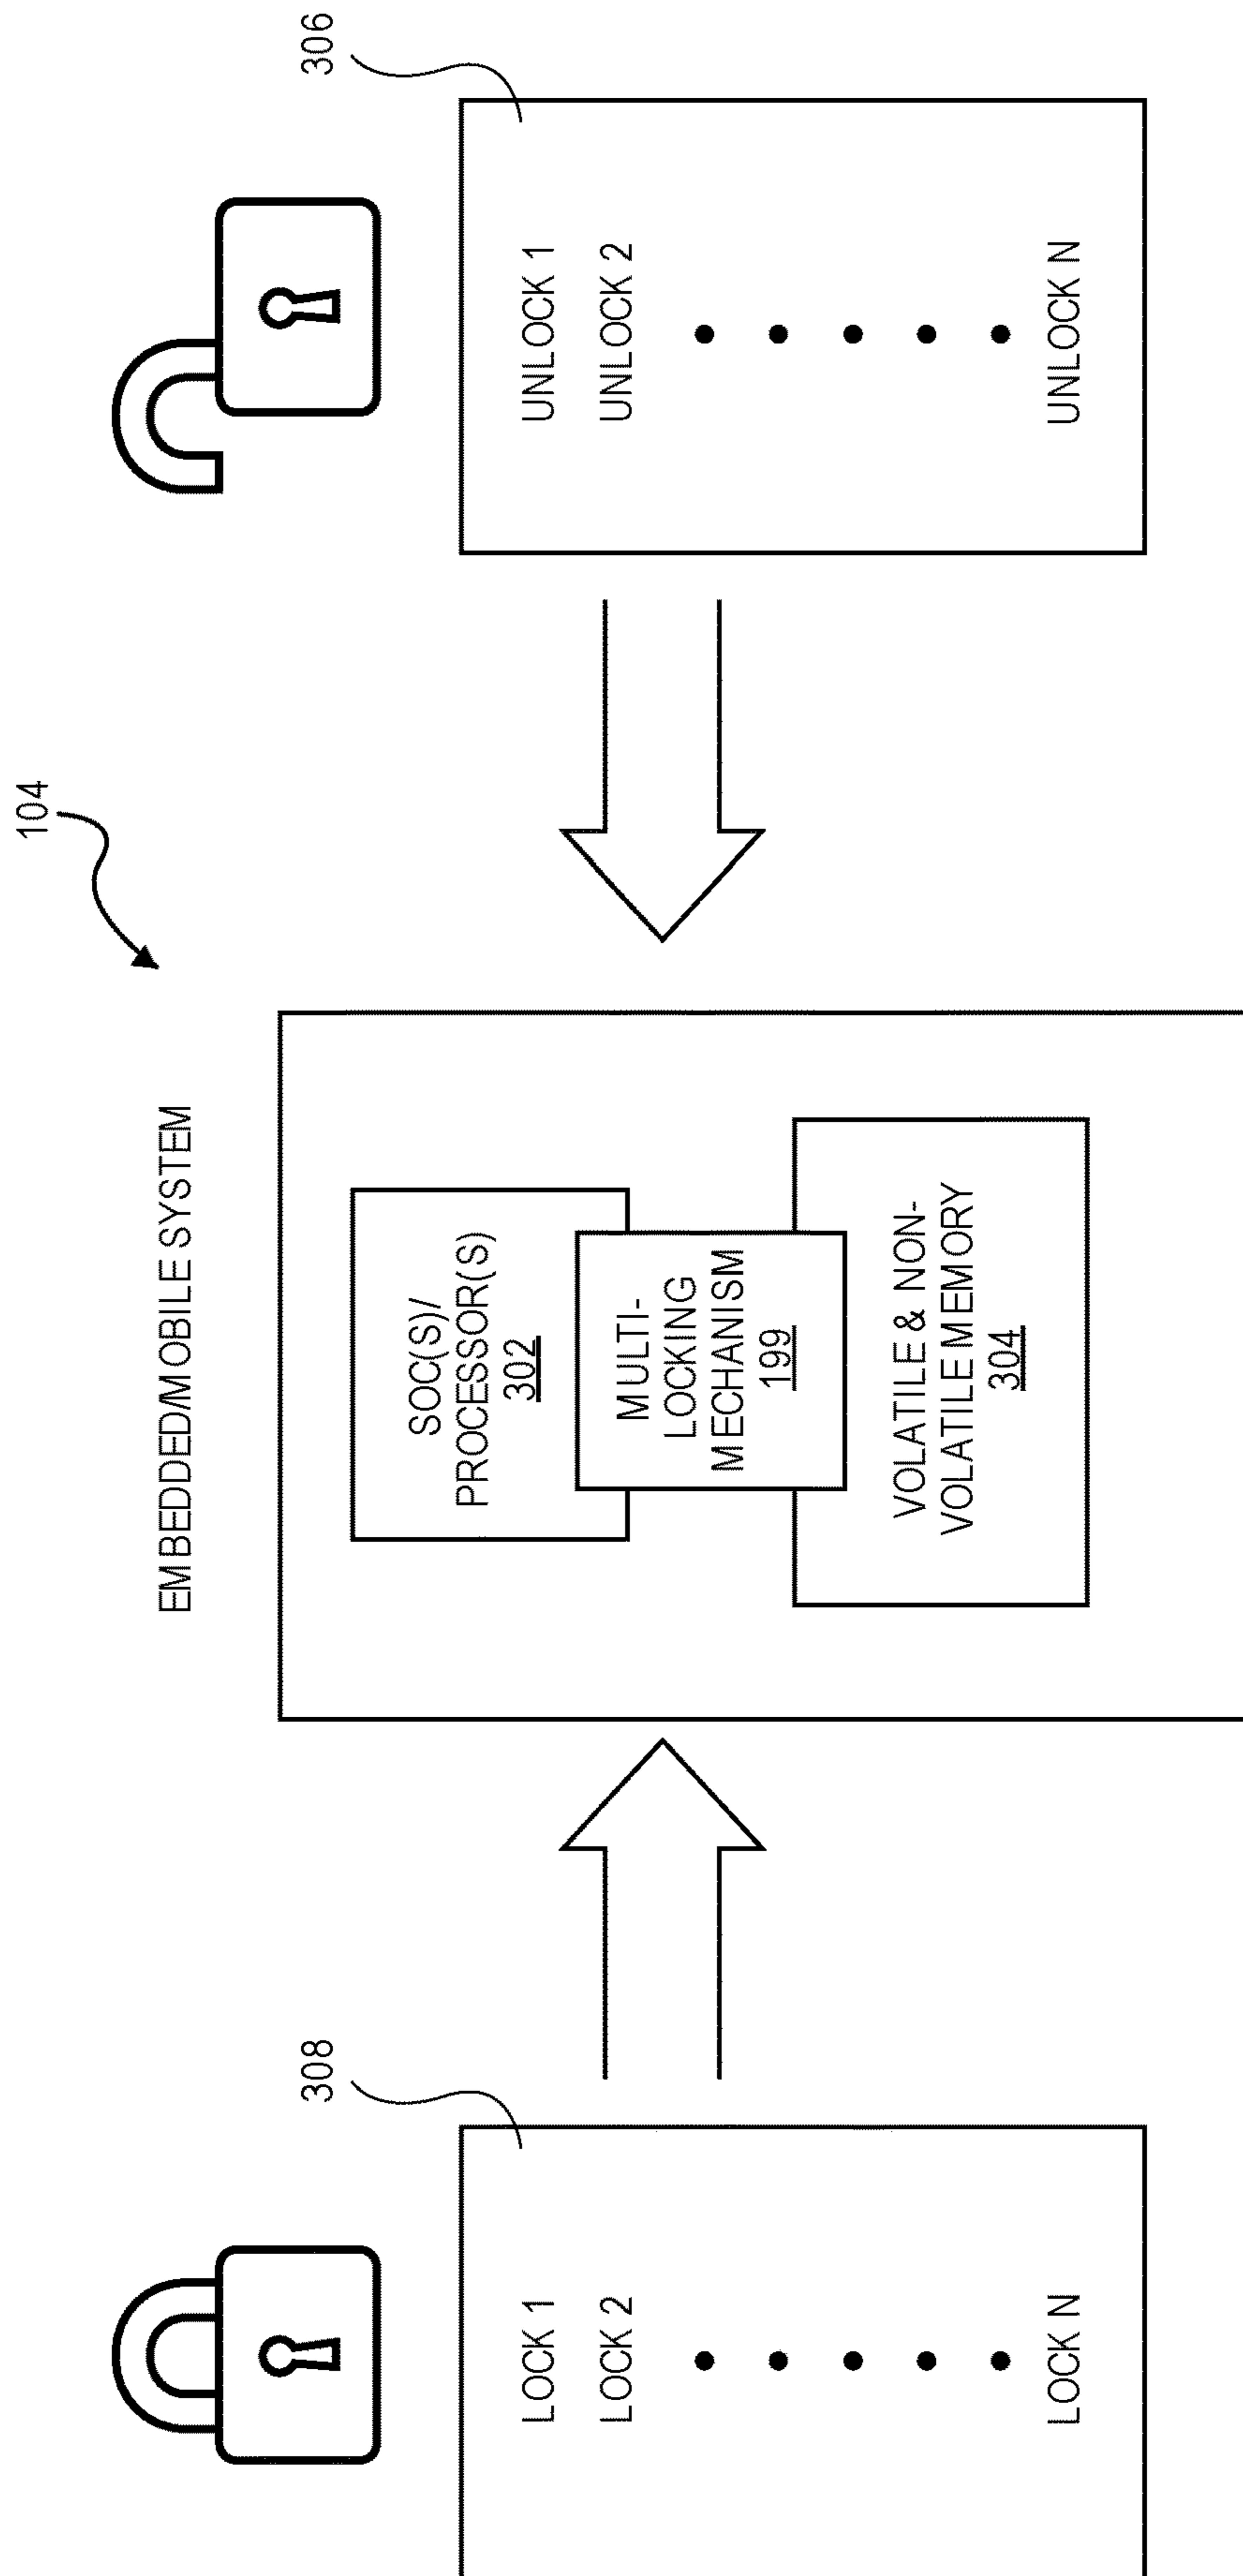 104
EMBEDDED/MOBILE SYSTEM
308
LOCK 1
LOCK 2
LOCK N
SOC(S)/
PROCESSOR(S)
302
MULTI-
LOCKING
MECHANISM
199
VOLATILE & NON-
VOLATILE MEMORY
304
306
UNLOCK 1
UNLOCK 2
UNLOCK N